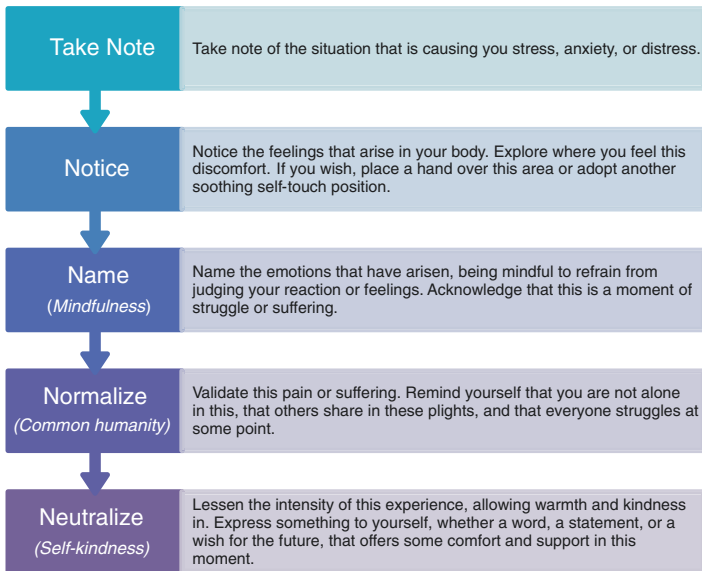 Take Note
Take note of the situation that is causing you stress, anxiety, or distress.
Notice
Notice the feelings that arise in your body. Explore where you feel this
discomfort. If you wish, place a hand over this area or adopt another
soothing self-touch position.
Name
(Mindfulness)
Name the emotions that have arisen, being mindful to refrain from
judging your reaction or feelings. Acknowledge that this is a moment of
struggle or suffering.
Normalize
(Common humanity)
Validate this pain or suffering. Remind yourself that you are not alone
in this, that others share in these plights, and that everyone struggles at
some point.
Neutralize
(Self-kindness)
Lessen the intensity of this experience, allowing warmth and kindness
in. Express something to yourself, whether a word, a statement, or a
wish for the future, that offers some comfort and support in this
moment.